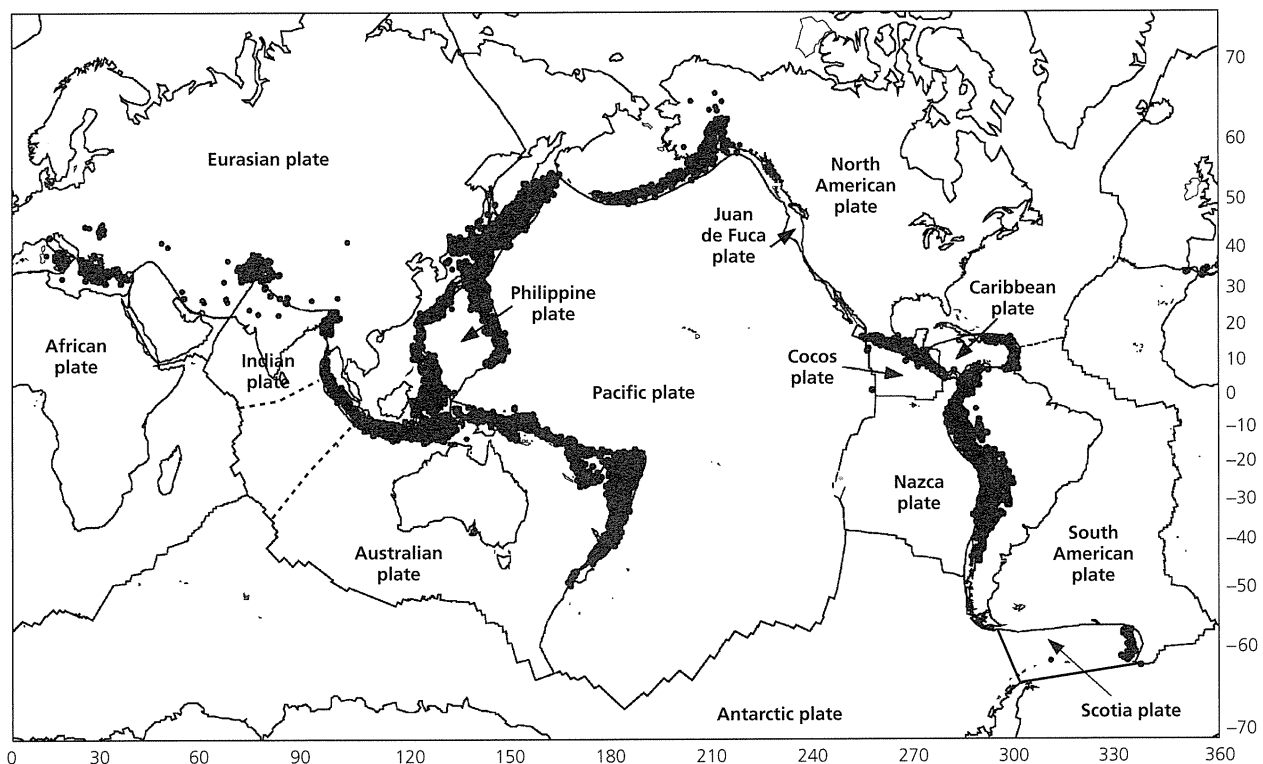 70
60
50
40
30
20
10
0
–10
–20
–30
–40
–50
–60
–70
Eurasian plate
North
American
plate
Juan
de Fuca
plate
Caribbean
plate
Philippine
plate
African
plate
Indian
plate
Cocos
plate
Pacific plate
Nazca
plate
South
American
plate
Australian
plate
Antarctic plate
Scotia plate
0 30 60 90 120 150 180 210 240 270 300 330 360